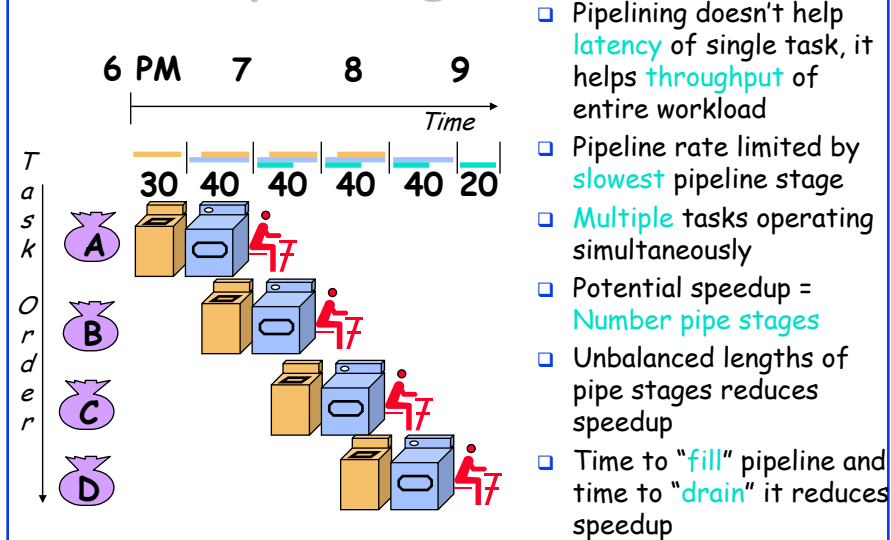 6 PM 7 8 9
Time
30 40 40 40 40 20
Task Order
A
B
C
D
Pipelining doesn't help
latency of single task, it
helps throughput of
entire workload
Pipeline rate limited by
slowest pipeline stage
Multiple tasks operating
simultaneously
Potential speedup =
Number pipe stages
Unbalanced lengths of
pipe stages reduces
speedup
Time to “fill” pipeline and
time to “drain” it reduces
speedup